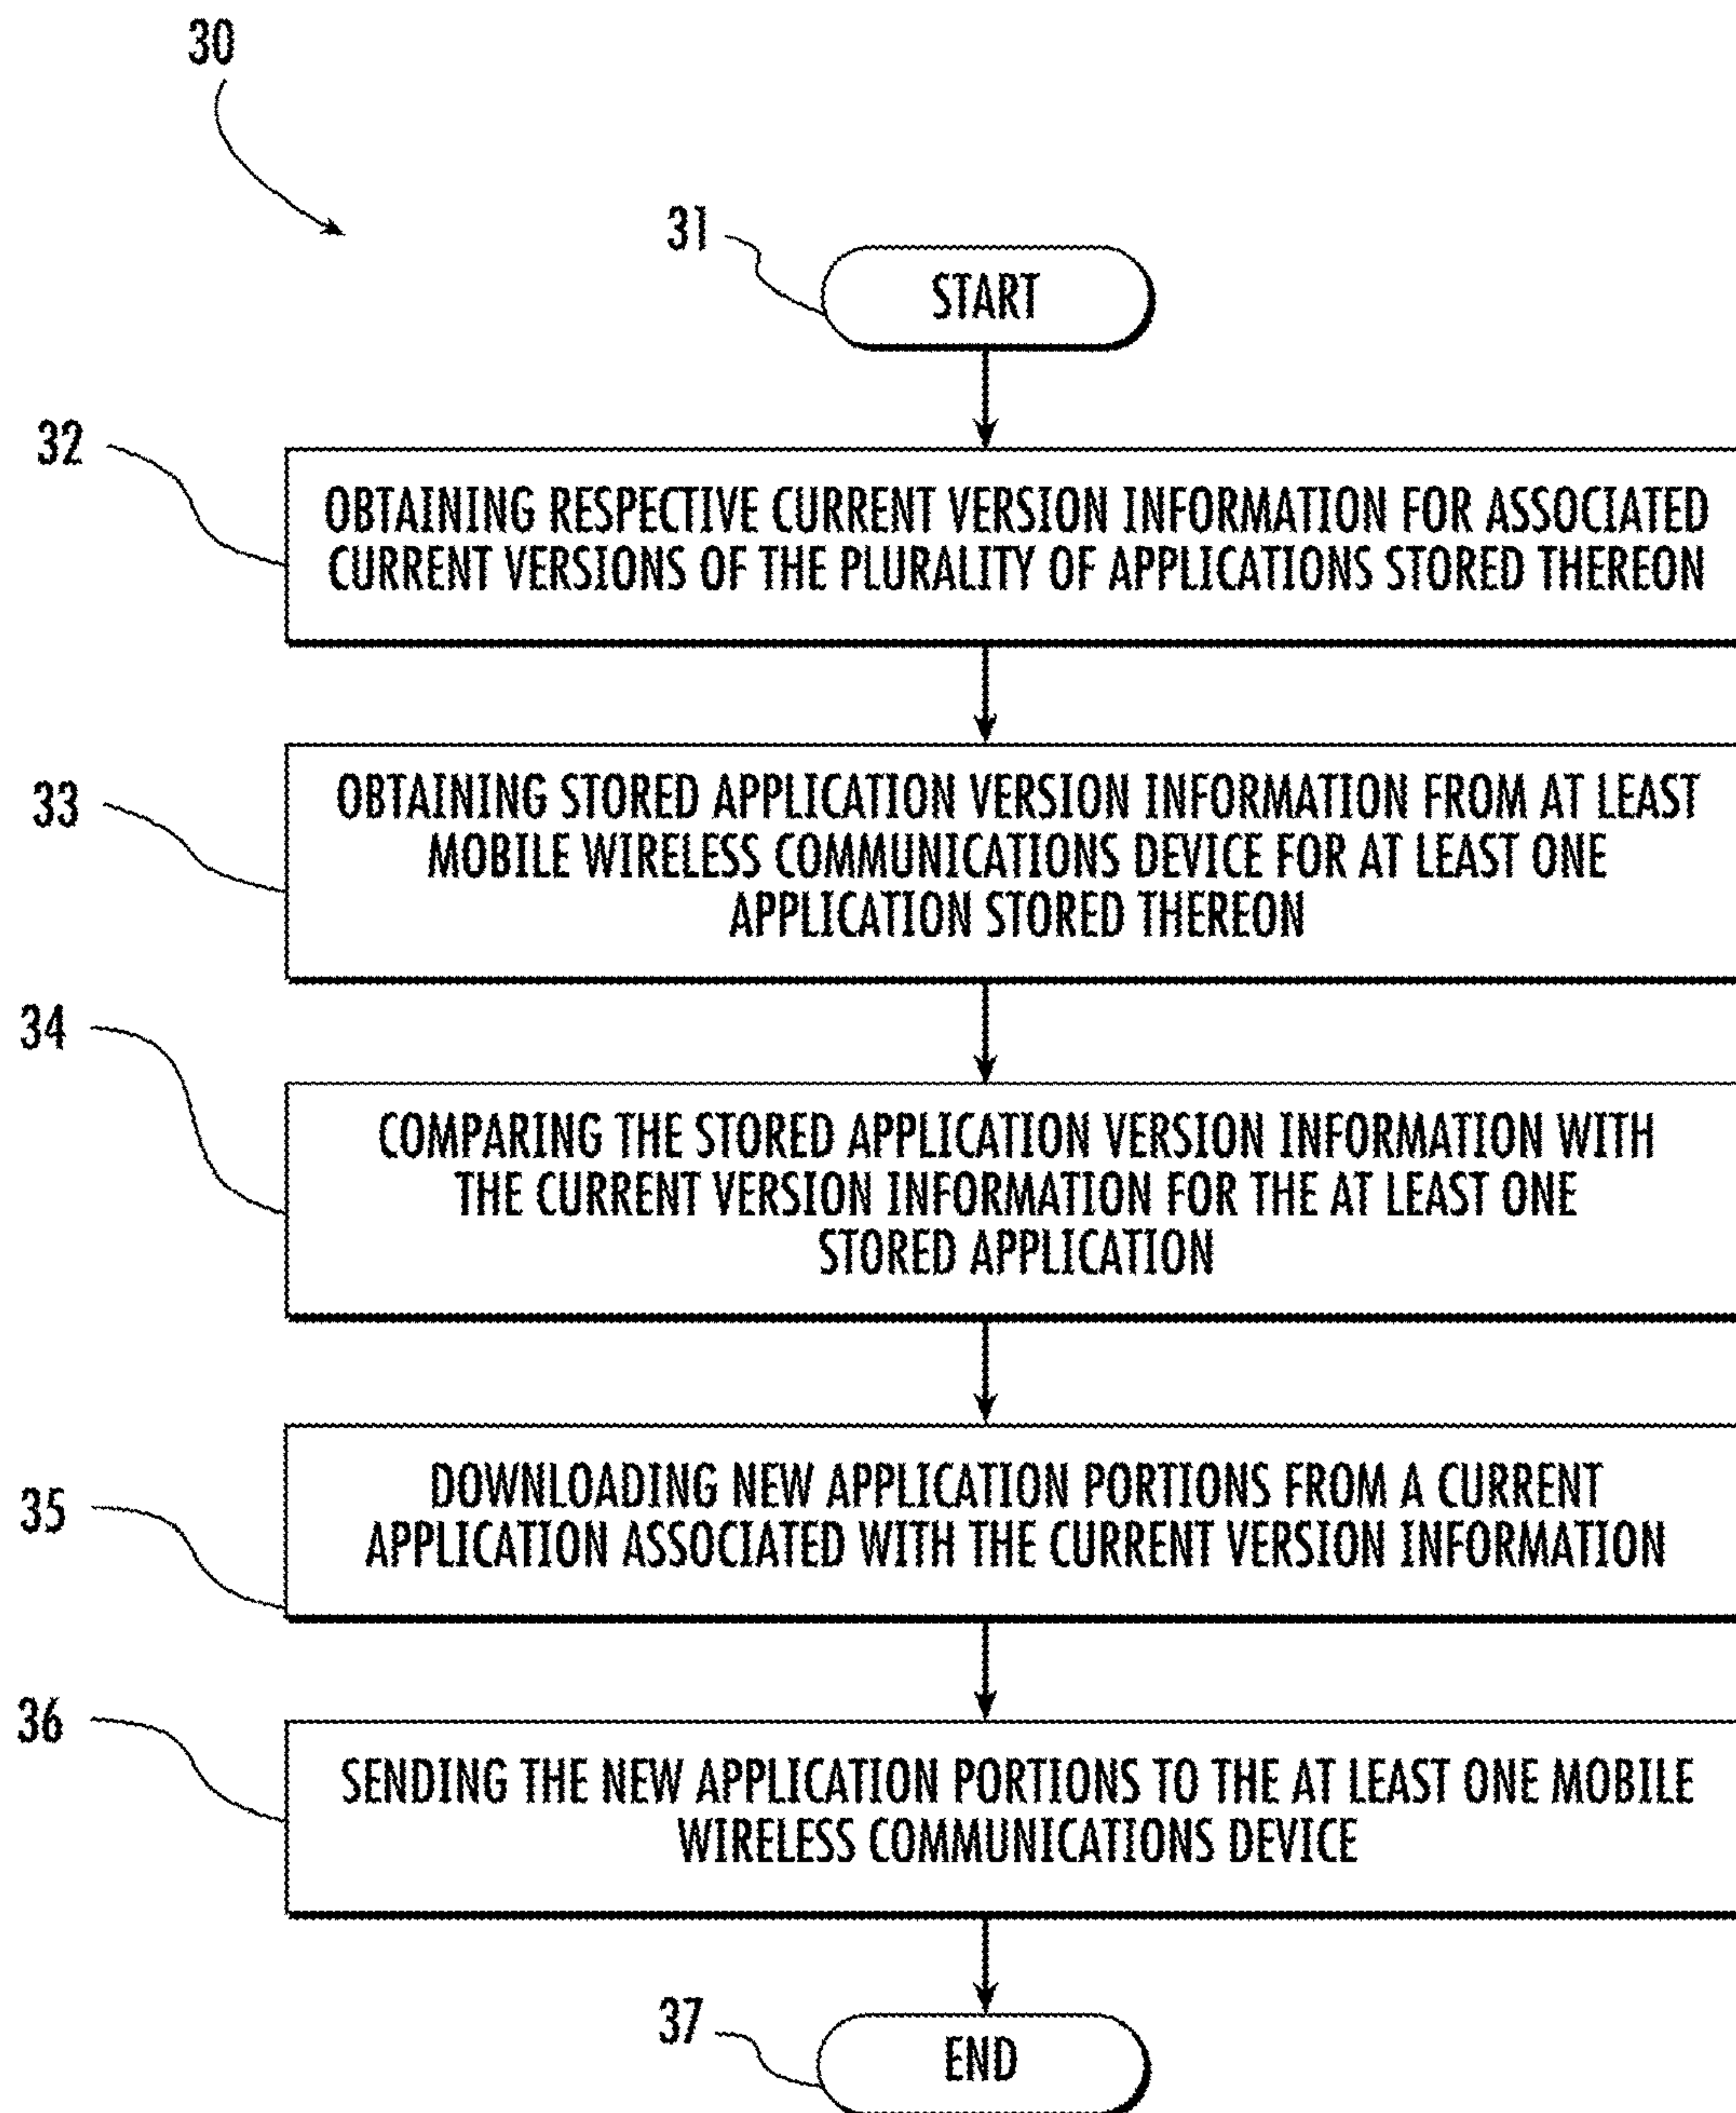 30
31
START
32
OBTAINING RESPECTIVE CURRENT VERSION INFORMATION FOR ASSOCIATED
CURRENT VERSIONS OF THE PLURALITY OF APPLICATIONS STORED THEREON
33
OBTAINING STORED APPLICATION VERSION INFORMATION FROM AT LEAST
MOBILE WIRELESS COMMUNICATIONS DEVICE FOR AT LEAST ONE
APPLICATION STORED THEREON
34
COMPARING THE STORED APPLICATION VERSION INFORMATION WITH
THE CURRENT VERSION INFORMATION FOR THE AT LEAST ONE
STORED APPLICATION
35
DOWNLOADING NEW APPLICATION PORTIONS FROM A CURRENT
APPLICATION ASSOCIATED WITH THE CURRENT VERSION INFORMATION
36
SENDING THE NEW APPLICATION PORTIONS TO THE AT LEAST ONE MOBILE
WIRELESS COMMUNICATIONS DEVICE
37
END